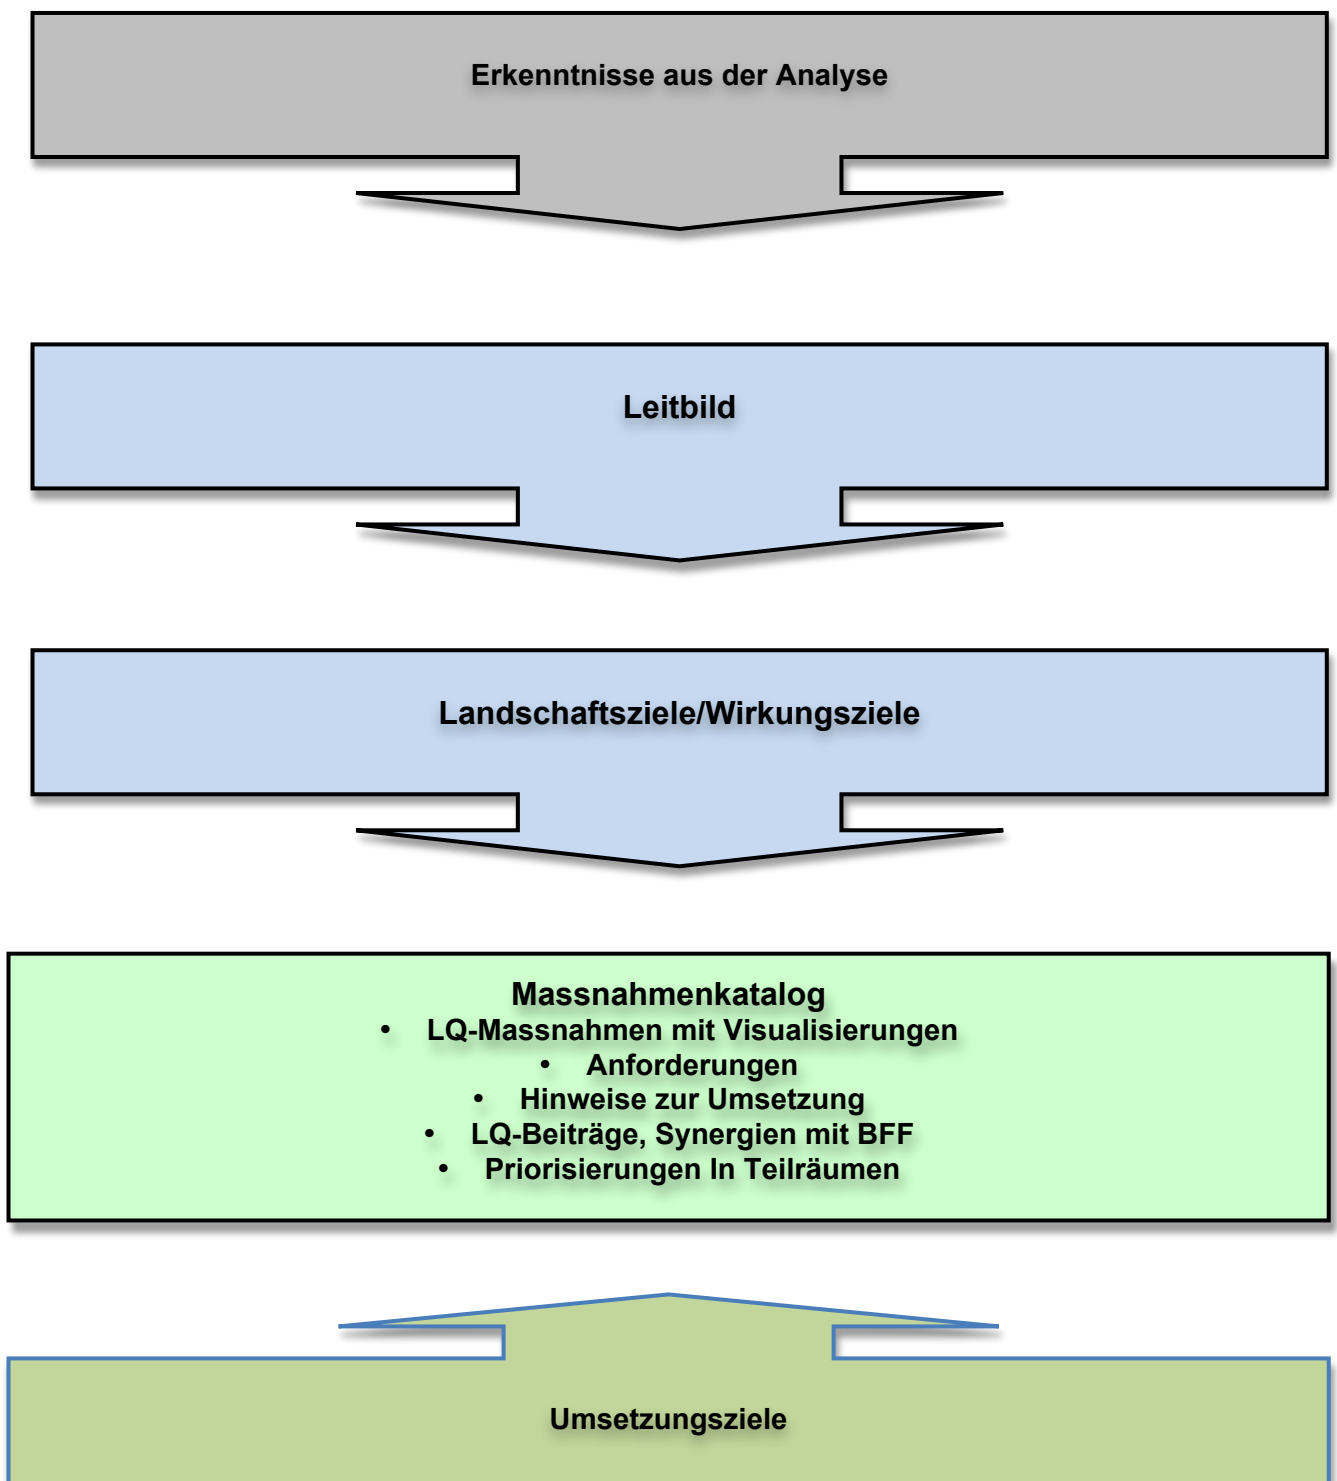 Erkenntnisse aus der Analyse
Leitbild
Landschaftsziele/Wirkungsziele
Massnahmenkatalog
• LQ-Massnahmen mit Visualisierungen
• Anforderungen
• Hinweise zur Umsetzung
• LQ-Beiträge, Synergien mit BFF
• Priorisierungen In Teilräumen
Umsetzungsziele